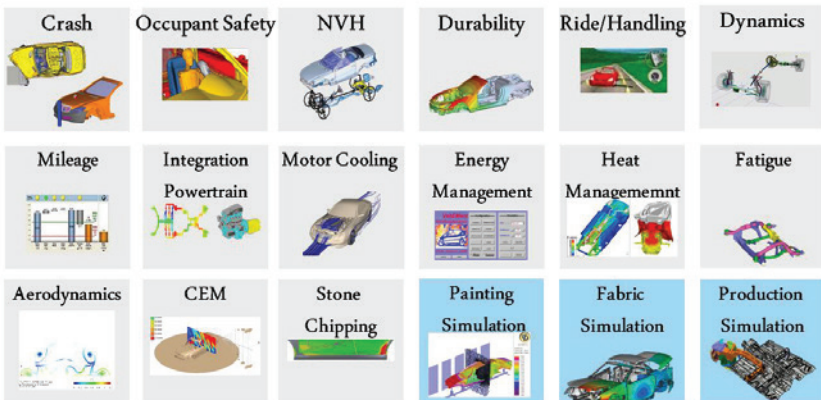 Crash
Occupant Safety
NVH
Durability
Ride/Handling
Dynamics
Mileage
Integration
Powertrain
Motor Cooling
Energy
Management
Heat
Managememnt
Fatigue
Aerodynamics
CEM
Stone
Chipping
Painting
Simulation
Fabric
Simulation
Production
Simulation